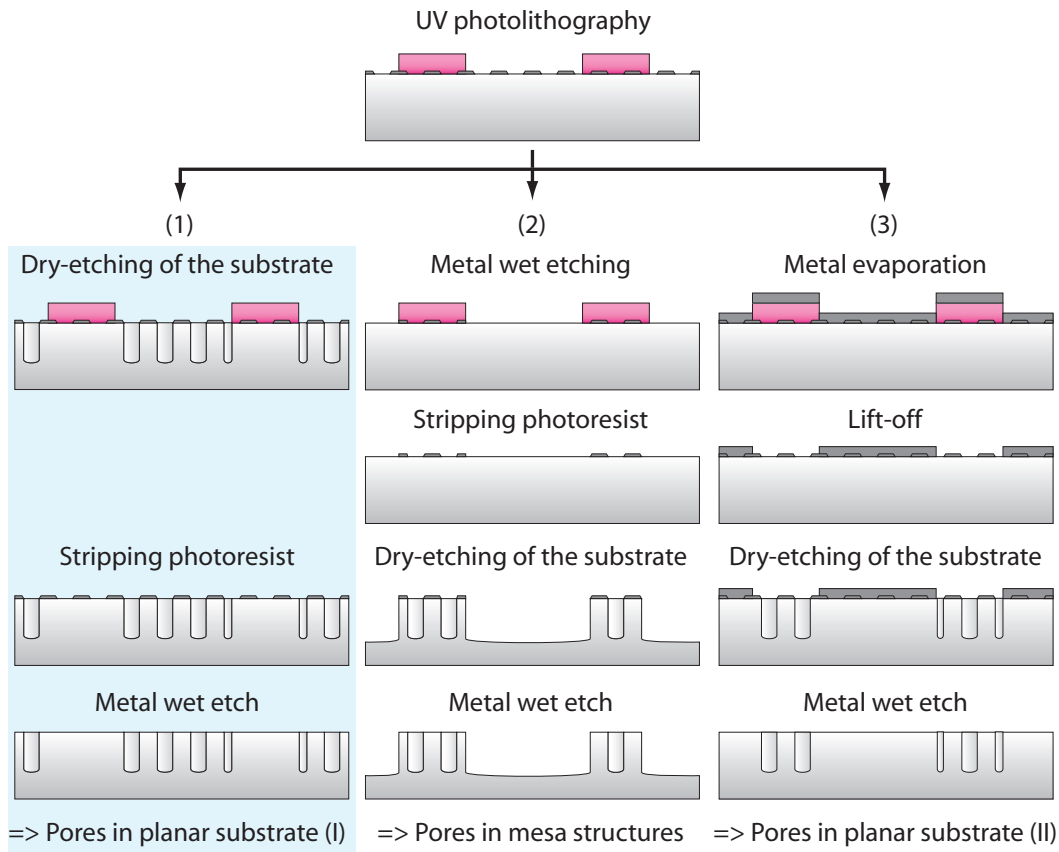 UV photolithography
(1)
(2)
(3)
Dry-etching of the substrate
Metal wet etching
Metal evaporation
Stripping photoresist
Lift-off
Stripping photoresist
Dry-etching of the substrate
Dry-etching of the substrate
Metal wet etch
Metal wet etch
Metal wet etch
=> Pores in planar substrate (I)
=> Pores in mesa structures
=> Pores in planar substrate (II)